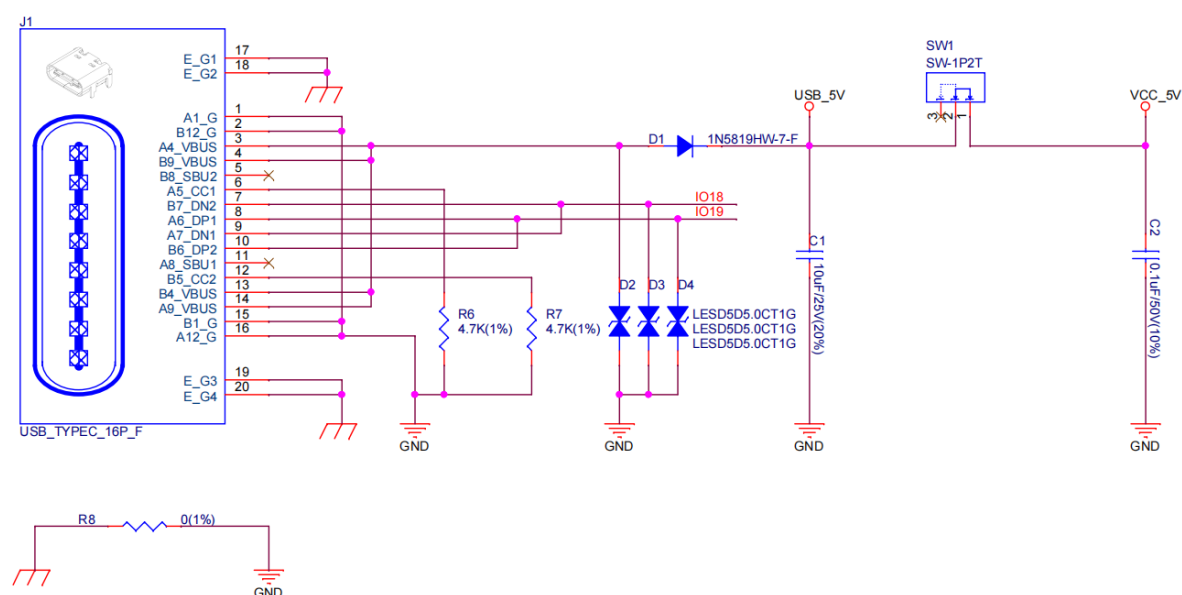 J1
E_G1 17
E_G2 18
A1_G 1
B12_G 2
A4_VBUS 3
B9_VBUS 4
B8_SBU2 5
A5_CC1 6
B7_DN2 7
A6_DP1 8
A7_DN1 9
B6_DP2 10
A8_SBU1 11
B5_CC2 12
B4_VBUS 13
A9_VBUS 14
B1_G 15
A12_G 16
E_G3 19
E_G4 20
USB_TYPEC_16P_F
R6
4.7K(1%)
R7
4.7K(1%)
GND
D1 1N5819HW-7-F
IO18
IO19
D2 D3 D4
LESD5D5.0CT1G
LESD5D5.0CT1G
LESD5D5.0CT1G
GND
USB_5V
C1
10uF/25V(20%)
GND
SW1
SW-1P2T
3 2 1
VCC_5V
C2
0.1uF/50V(10%)
GND
R8 0(1%)
GND